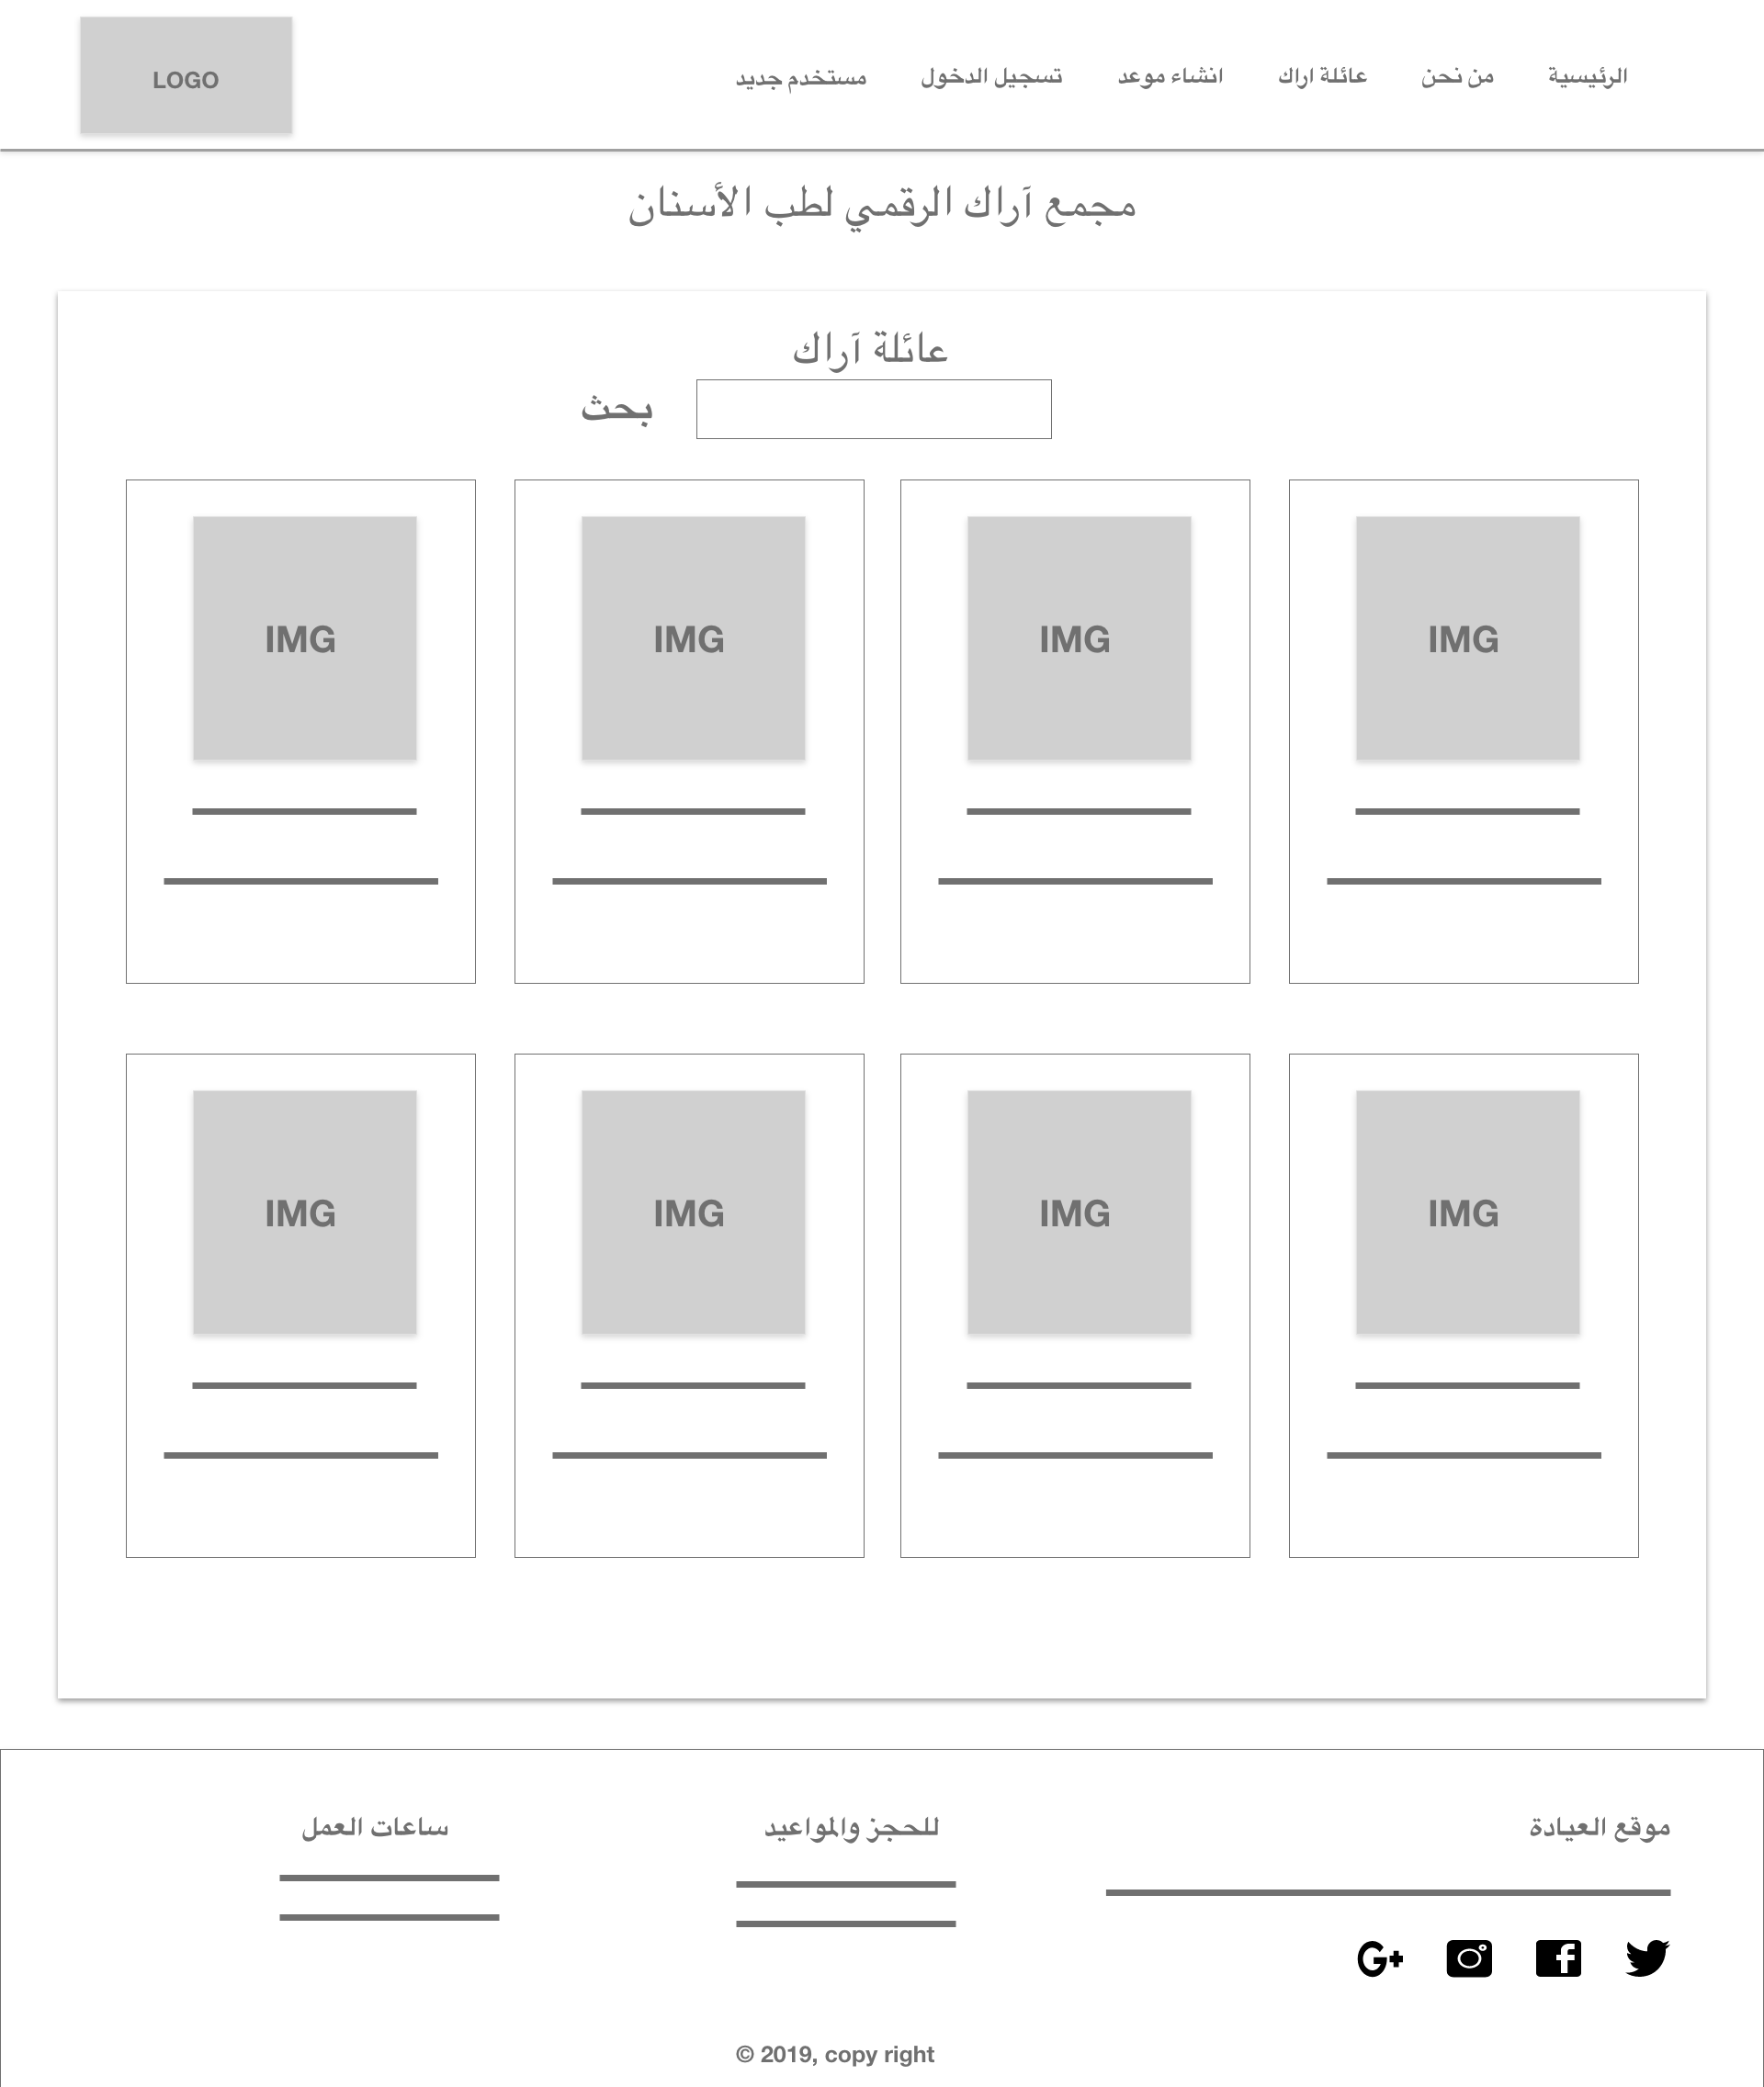 الرئيسية
من نحن
عائلة اراك
انشاء موعد
تسجيل الدخول
مستخدم جديد
LOGO
مجمع آراك الرقمي لطب الأسنان
عائلة آراك
بحث
IMG
IMG
IMG
IMG
IMG
IMG
IMG
IMG
موقع العيادة
للحجز والمواعيد
ساعات العمل
© 2019, copy right